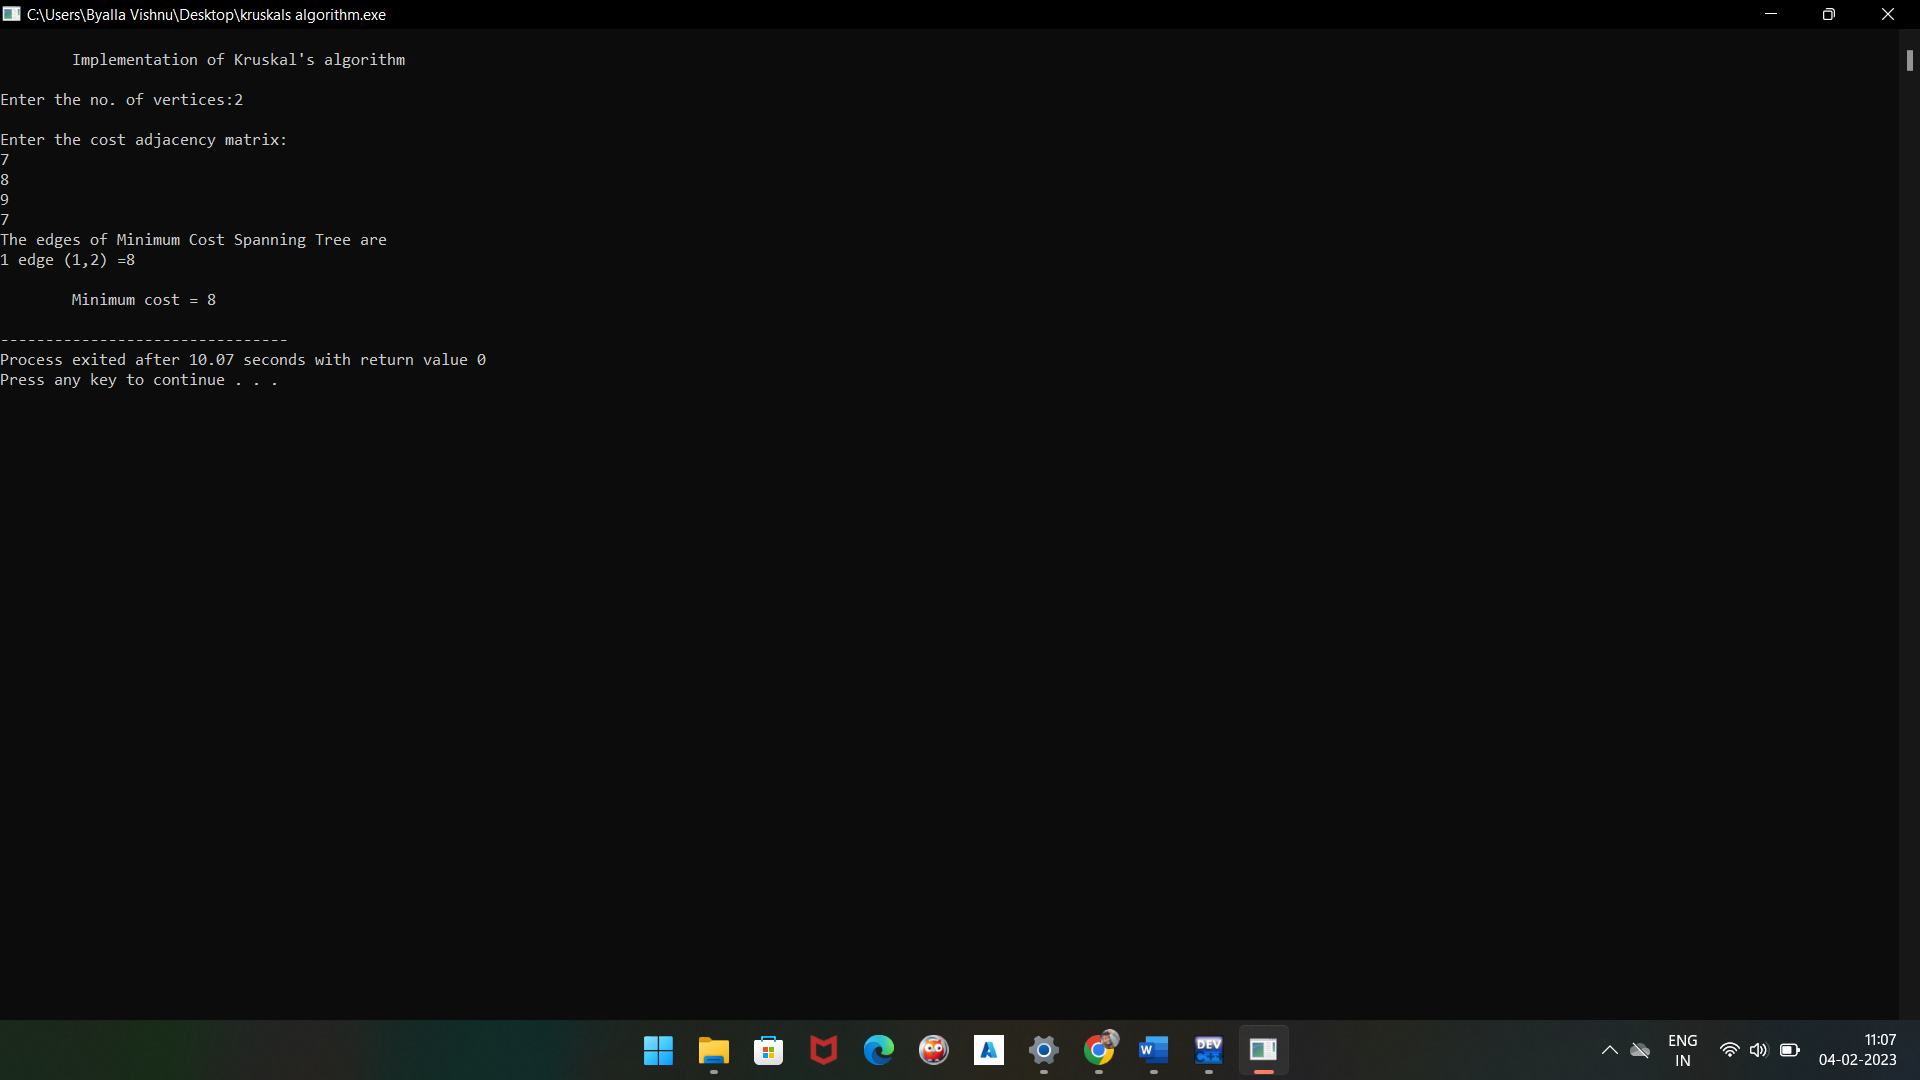 C:\Users\Byalla Vishnu\Desktop\kruskals algorithm.exe
Implementation of Kruskal's algorithm
Enter the no. of vertices:2
Enter the cost adjacency matrix:
7
8
9
7
The edges of Minimum Cost Spanning Tree are
1 edge (1,2) =8
Minimum cost = 8
--------------------------------
Process exited after 10.07 seconds with return value 0
Press any key to continue . . .
W
DEV
C++
ENG
IN
11:07
04-02-2023